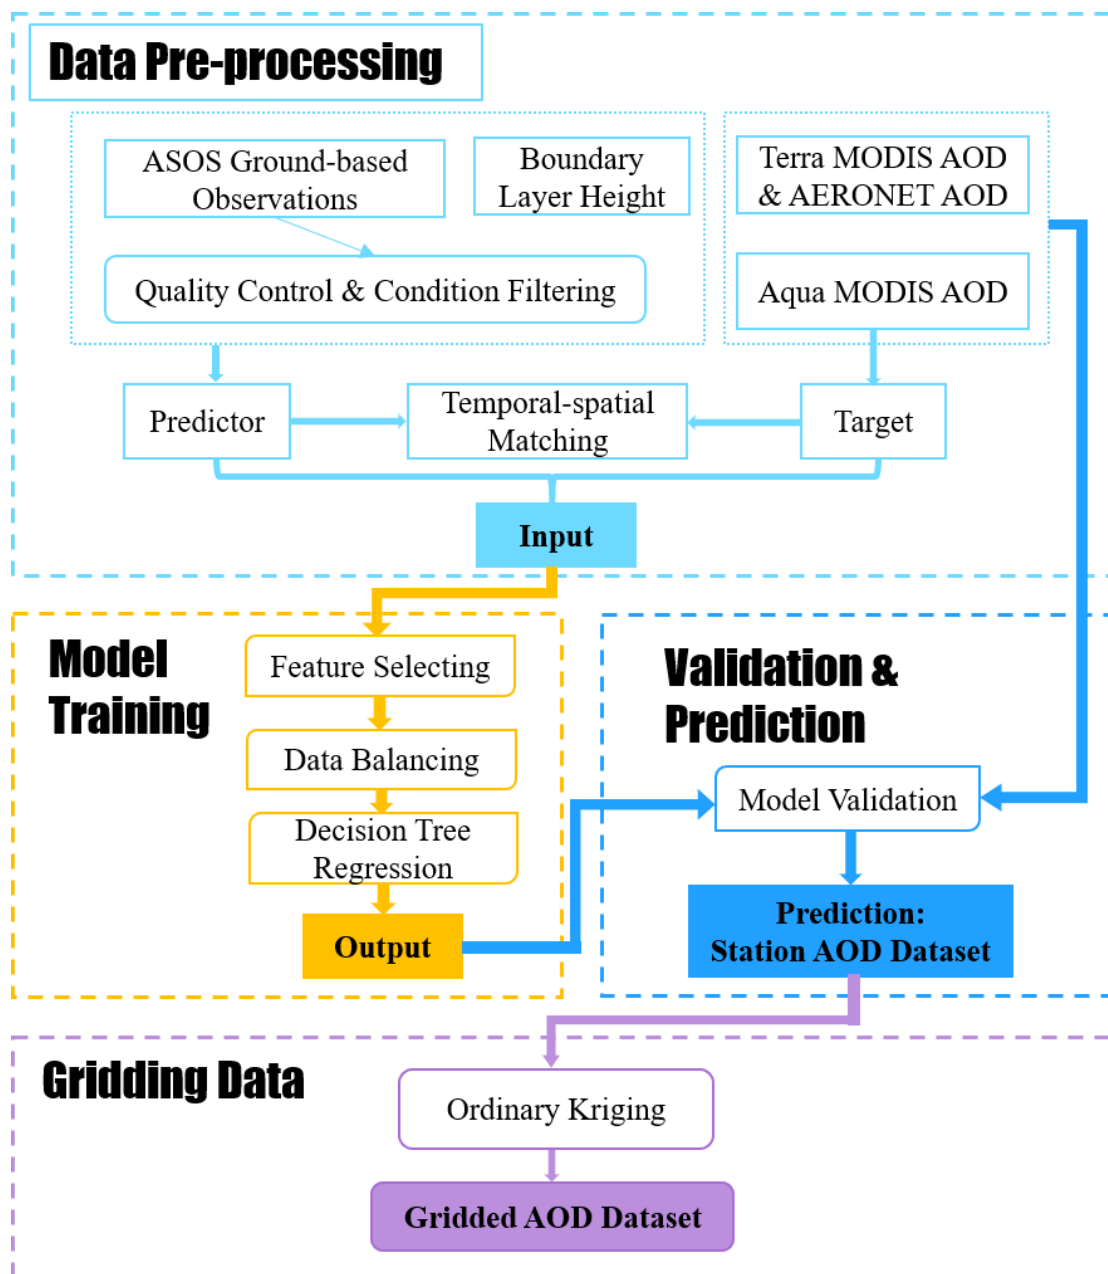 Data Pre-processing
ASOS Ground-based
Observations
Boundary
Layer Height
Terra MODIS AOD
& AERONET AOD
Quality Control & Condition Filtering
Aqua MODIS AOD
Predictor
Temporal-spatial
Matching
Target
Input
Model
Training
Feature Selecting
Data Balancing
Decision Tree
Regression
Output
Validation &
Prediction
Model Validation
Prediction:
Station AOD Dataset
Gridding Data
Ordinary Kriging
Gridded AOD Dataset